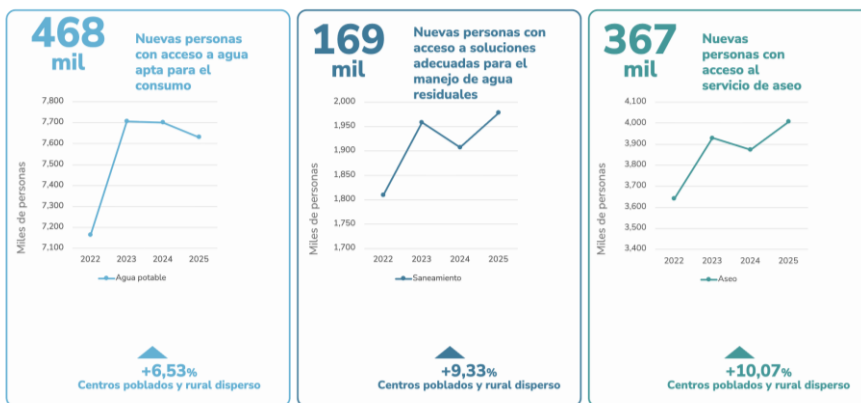 468
mil
Nuevas personas
con acceso a agua
apta para el
consumo
Miles de personas
7,800
7,700
7,600
7,500
7,400
7,300
7,200
7,100
2022 2023 2024 2025
Agua potable
+6,53%
Centros poblados y rural disperso
169
mil
Nuevas personas con
acceso a soluciones
adecuadas para el
manejo de agua
residuales
Miles de personas
2,000
1,950
1,900
1,850
1,800
1,750
1,700
2022 2023 2024 2025
Saneamiento
+9,33%
Centros poblados y rural disperso
367
mil
Nuevas
personas con
acceso al
servicio de aseo
Miles de personas
4,100
4,000
3,900
3,800
3,700
3,600
3,500
3,400
2022 2023 2024 2025
Aseo
+10,07%
Centros poblados y rural disperso